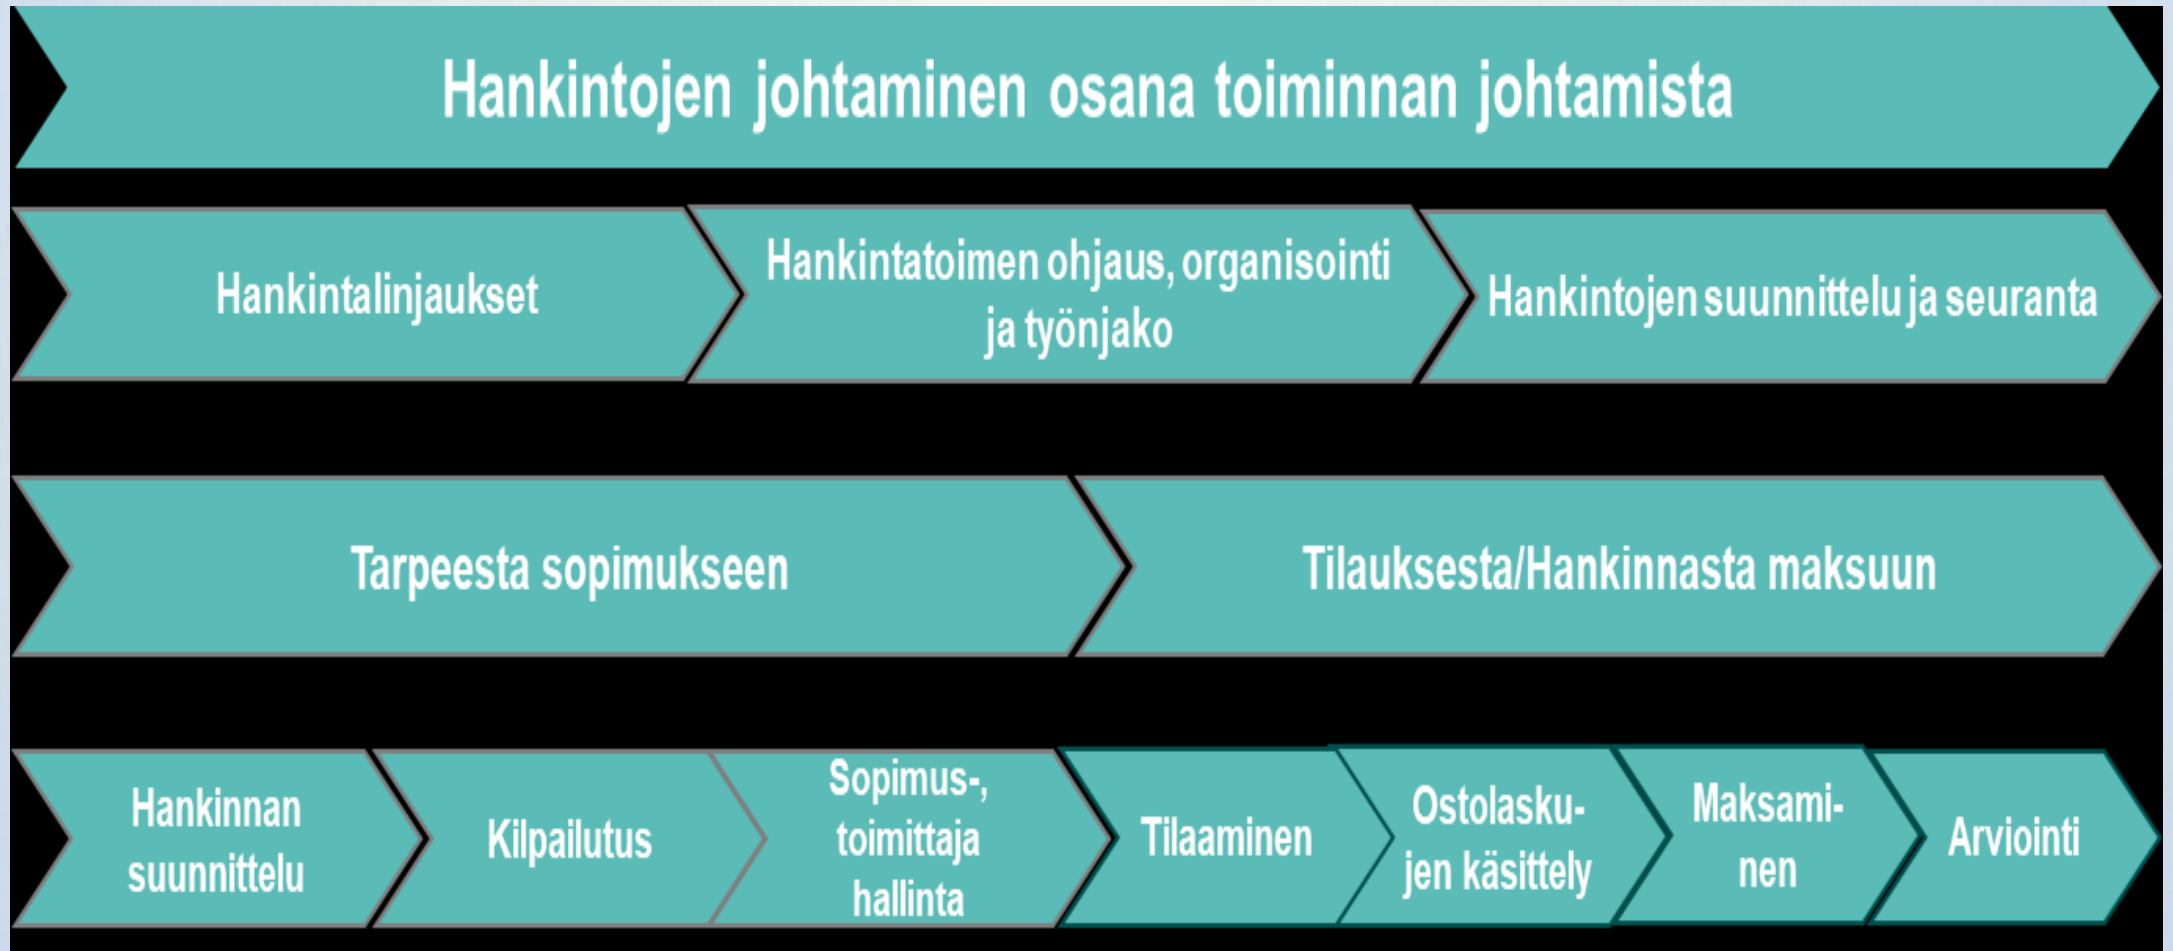 Hankintojen johtaminen osana toiminnan johtamista
Hankintalinjaukset
Hankintatoimen ohjaus, organisointi
ja työnjako
Hankintojen suunnittelu ja seuranta
Tarpeesta sopimukseen
Tilauksesta/Hankinnasta maksuun
Hankinnan
suunnittelu
Kilpailutus
Sopimus-,
toimittaja
hallinta
Tilaaminen
Ostolasku-
jen käsittely
Maksami-
nen
Arviointi